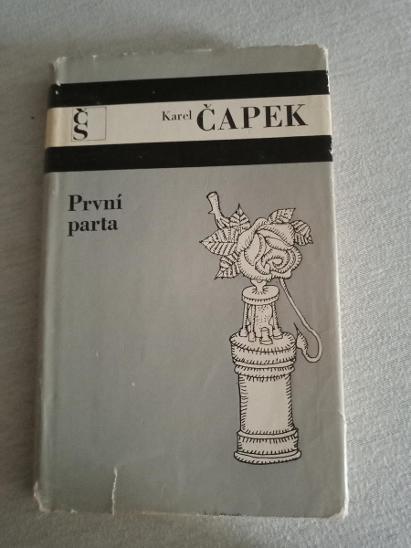 ČS
Karel ČAPEK
První
parta